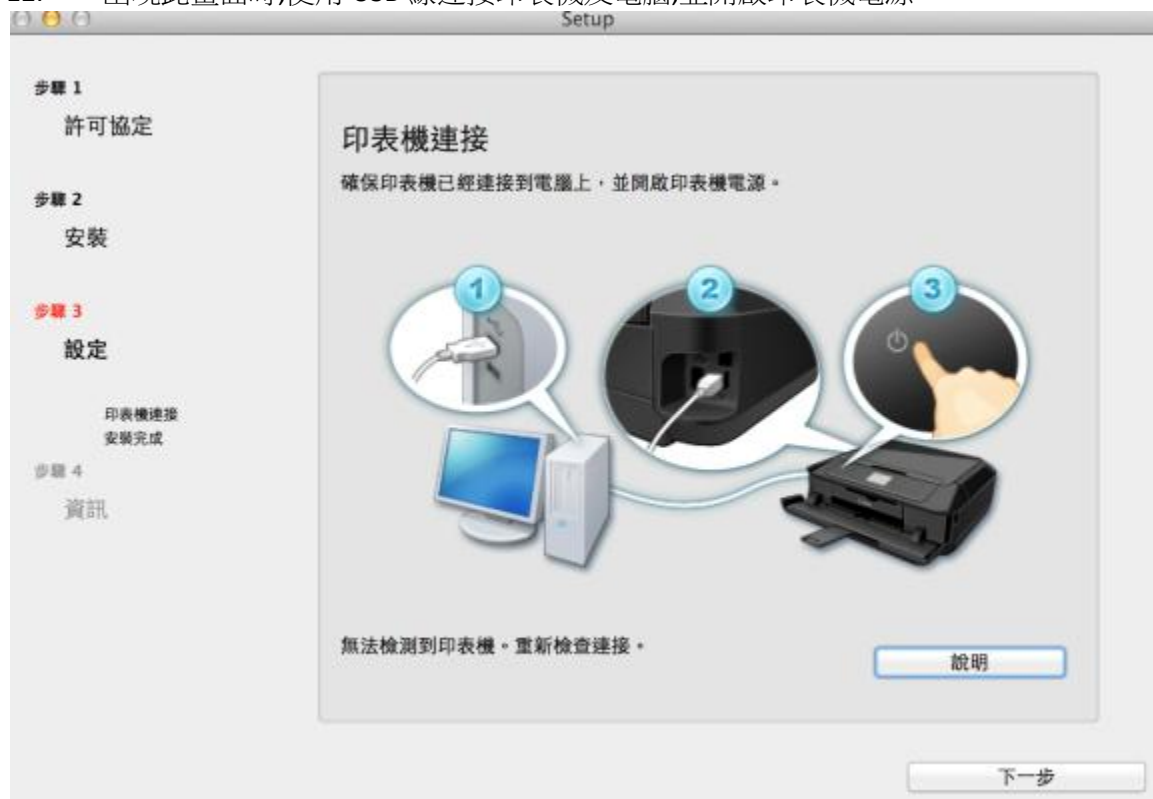 Setup
步驟 1
許可協定
步驟 2
安裝
步驟 3
設定
印表機連接
安裝完成
步驟 4
資訊
印表機連接
確保印表機已經連接到電腦上，並開啟印表機電源。
1
2
3
無法檢測到印表機。重新檢查連接。
說明
下一步